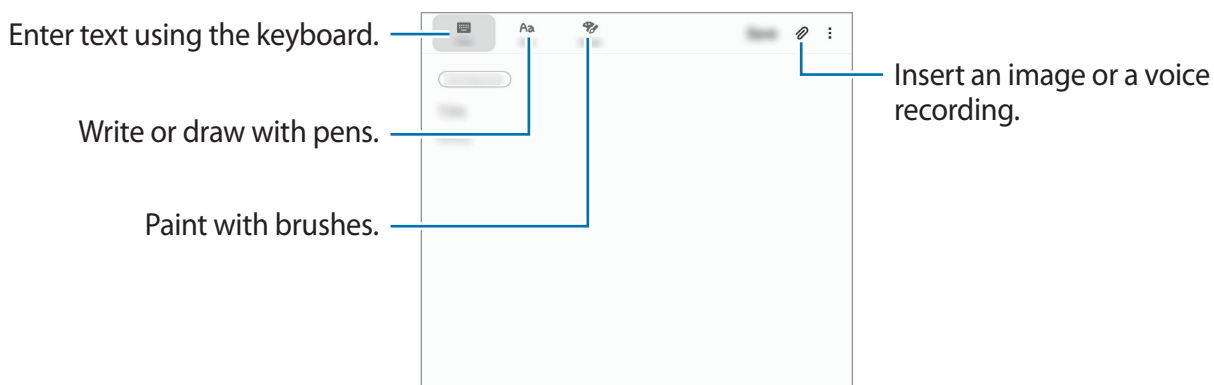 Enter text using the keyboard.
Aa
Insert an image or a voice
recording.
Write or draw with pens.
Paint with brushes.